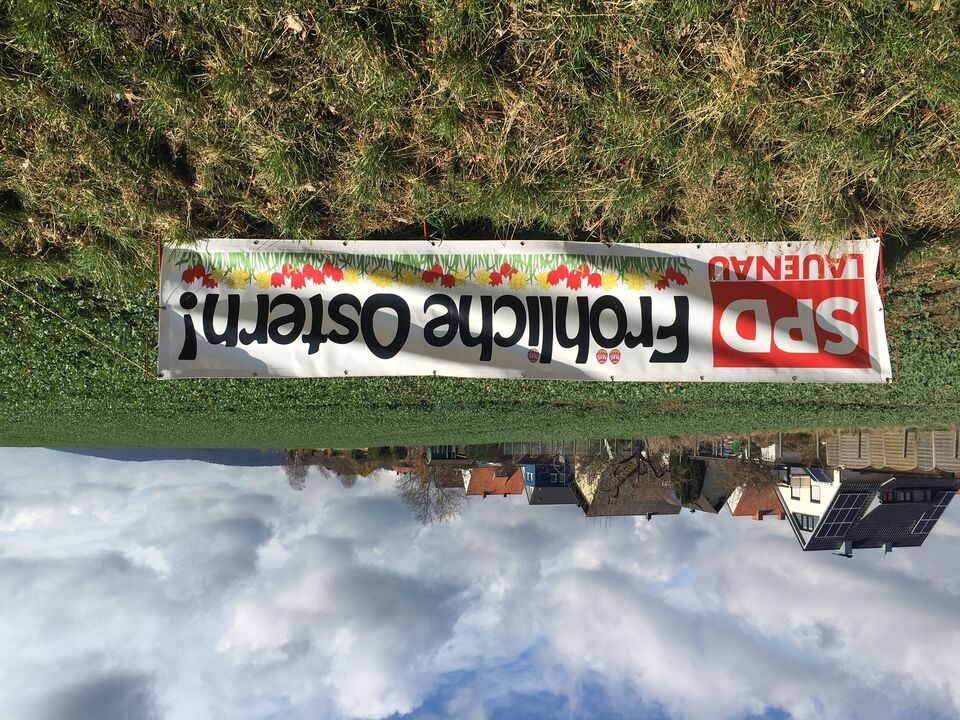 SPD
LAUENAU
Fröhliche Ostern!